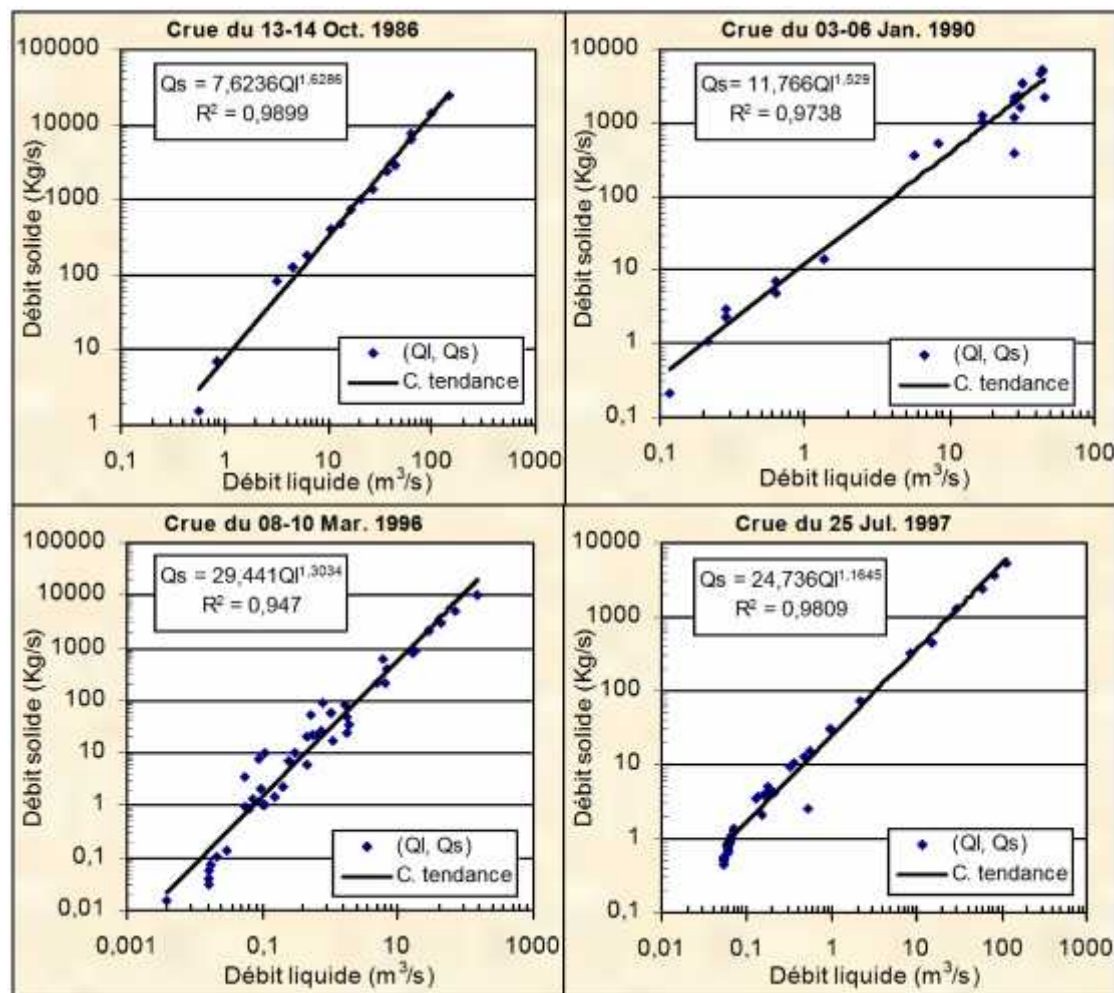 Crue du 13-14 Oct. 1986
100000
10000
1000
100
10
1
Débit solide (Kg/s)
Qs = 7,6236Ql^1,6286
R² = 0,9899
(Ql, Qs)
C. tendance
0,1 1 10 100 1000
Débit liquide (m³/s)
Crue du 03-06 Jan. 1990
10000
1000
100
10
1
0,1
Débit solide (Kg/s)
Qs= 11,766Ql^1,529
R² = 0,9738
(Ql, Qs)
C. tendance
0,1 1 10 100
Débit liquide (m³/s)
Crue du 08-10 Mar. 1996
100000
10000
1000
100
10
1
0,1
0,01
Débit solide (Kg/s)
Qs = 29,441Ql^1,3034
R² = 0,947
(Ql, Qs)
C. tendance
0,001 0,1 10 1000
Débit liquide (m³/s)
Crue du 25 Jul. 1997
10000
1000
100
10
1
0,1
Débit solide (Kg/s)
Qs = 24,736Ql^1,1645
R² = 0,9809
(Ql, Qs)
C. tendance
0,01 0,1 1 10 100 1000
Débit liquide (m³/s)